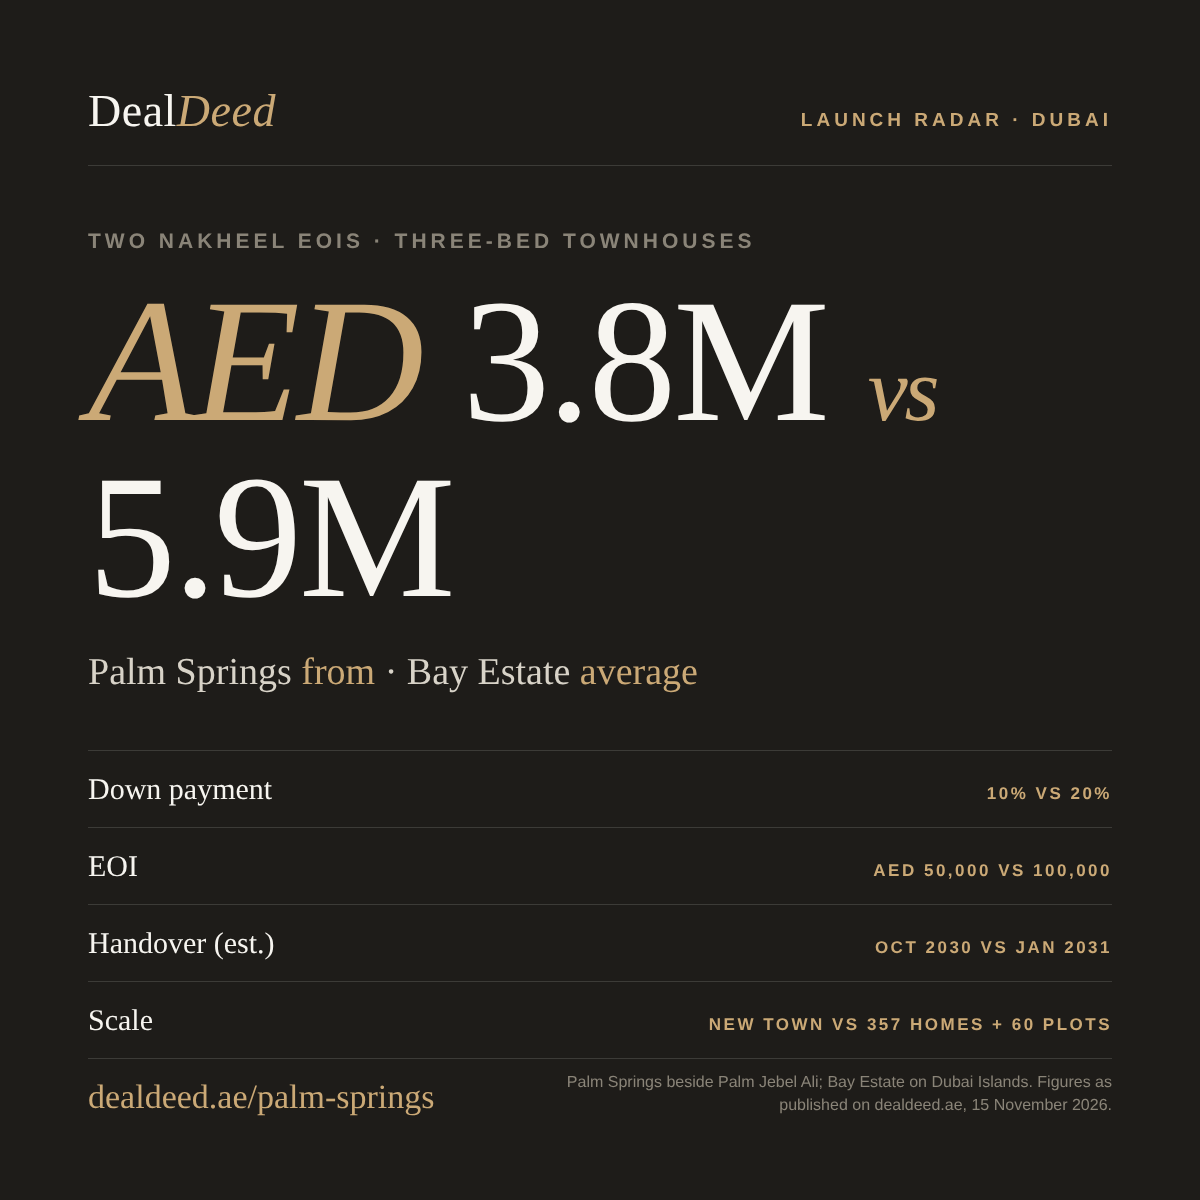 DealDeed
LAUNCH RADAR · DUBAI
TWO NAKHEEL EOIS · THREE-BED TOWNHOUSES
AED 3.8M vs
5.9M
Palm Springs from · Bay Estate average
Down payment
10% VS 20%
EOI
AED 50,000 VS 100,000
Handover (est.)
OCT 2030 VS JAN 2031
Scale
NEW TOWN VS 357 HOMES + 60 PLOTS
dealdeed.ae/palm-springs
Palm Springs beside Palm Jebel Ali; Bay Estate on Dubai Islands. Figures as
published on dealdeed.ae, 15 November 2026.